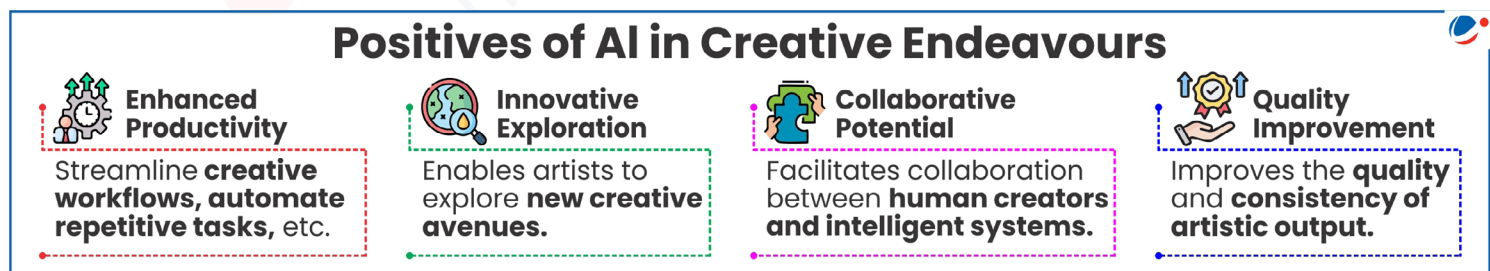 Positives of AI in Creative Endeavours
Enhanced
Productivity
Streamline creative
workflows, automate
repetitive tasks, etc.
Innovative
Exploration
Enables artists to
explore new creative
avenues.
Collaborative
Potential
Facilitates collaboration
between human creators
and intelligent systems.
Quality
Improvement
Improves the quality
and consistency of
artistic output.